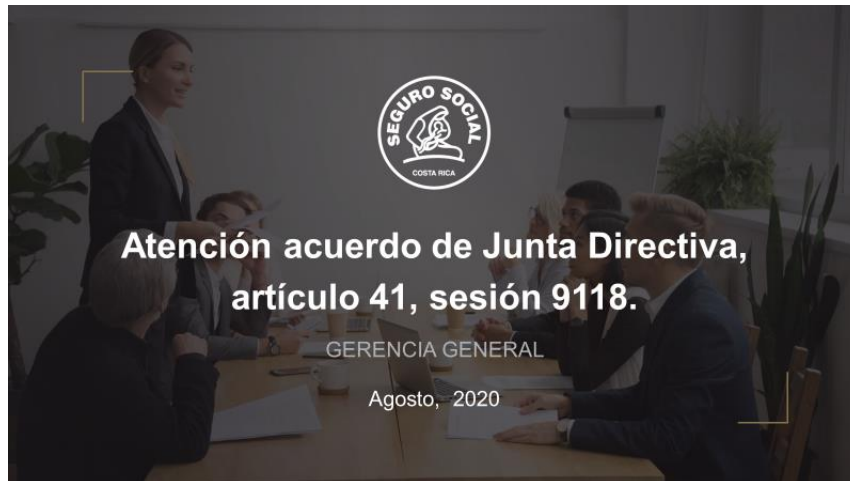 SEGURO SOCIAL
COSTA RICA
Atención acuerdo de Junta Directiva,
artículo 41, sesión 9118.
GERENCIA GENERAL
Agosto, 2020